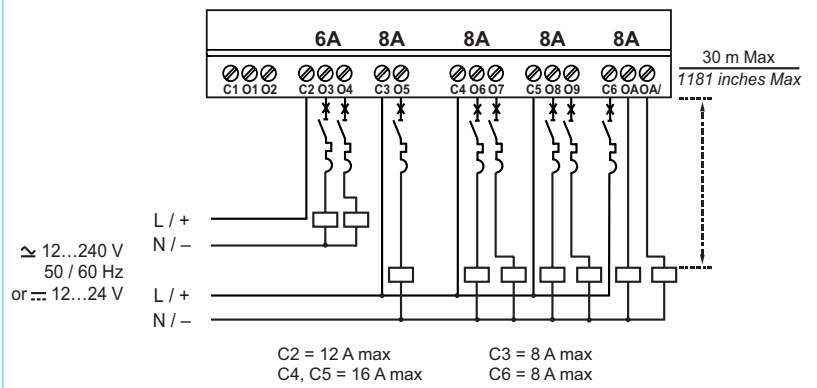 6A 8A 8A 8A 8A
C1 O1 O2 C2 O3 O4 C3 O5 C4 O6 O7 C5 O8 O9 C6 OA OA/
30 m Max
1181 inches Max
L / +
N / –
≃ 12...240 V
50 / 60 Hz
or ⎓ 12...24 V
L / +
N / –
C2 = 12 A max C3 = 8 A max
C4, C5 = 16 A max C6 = 8 A max